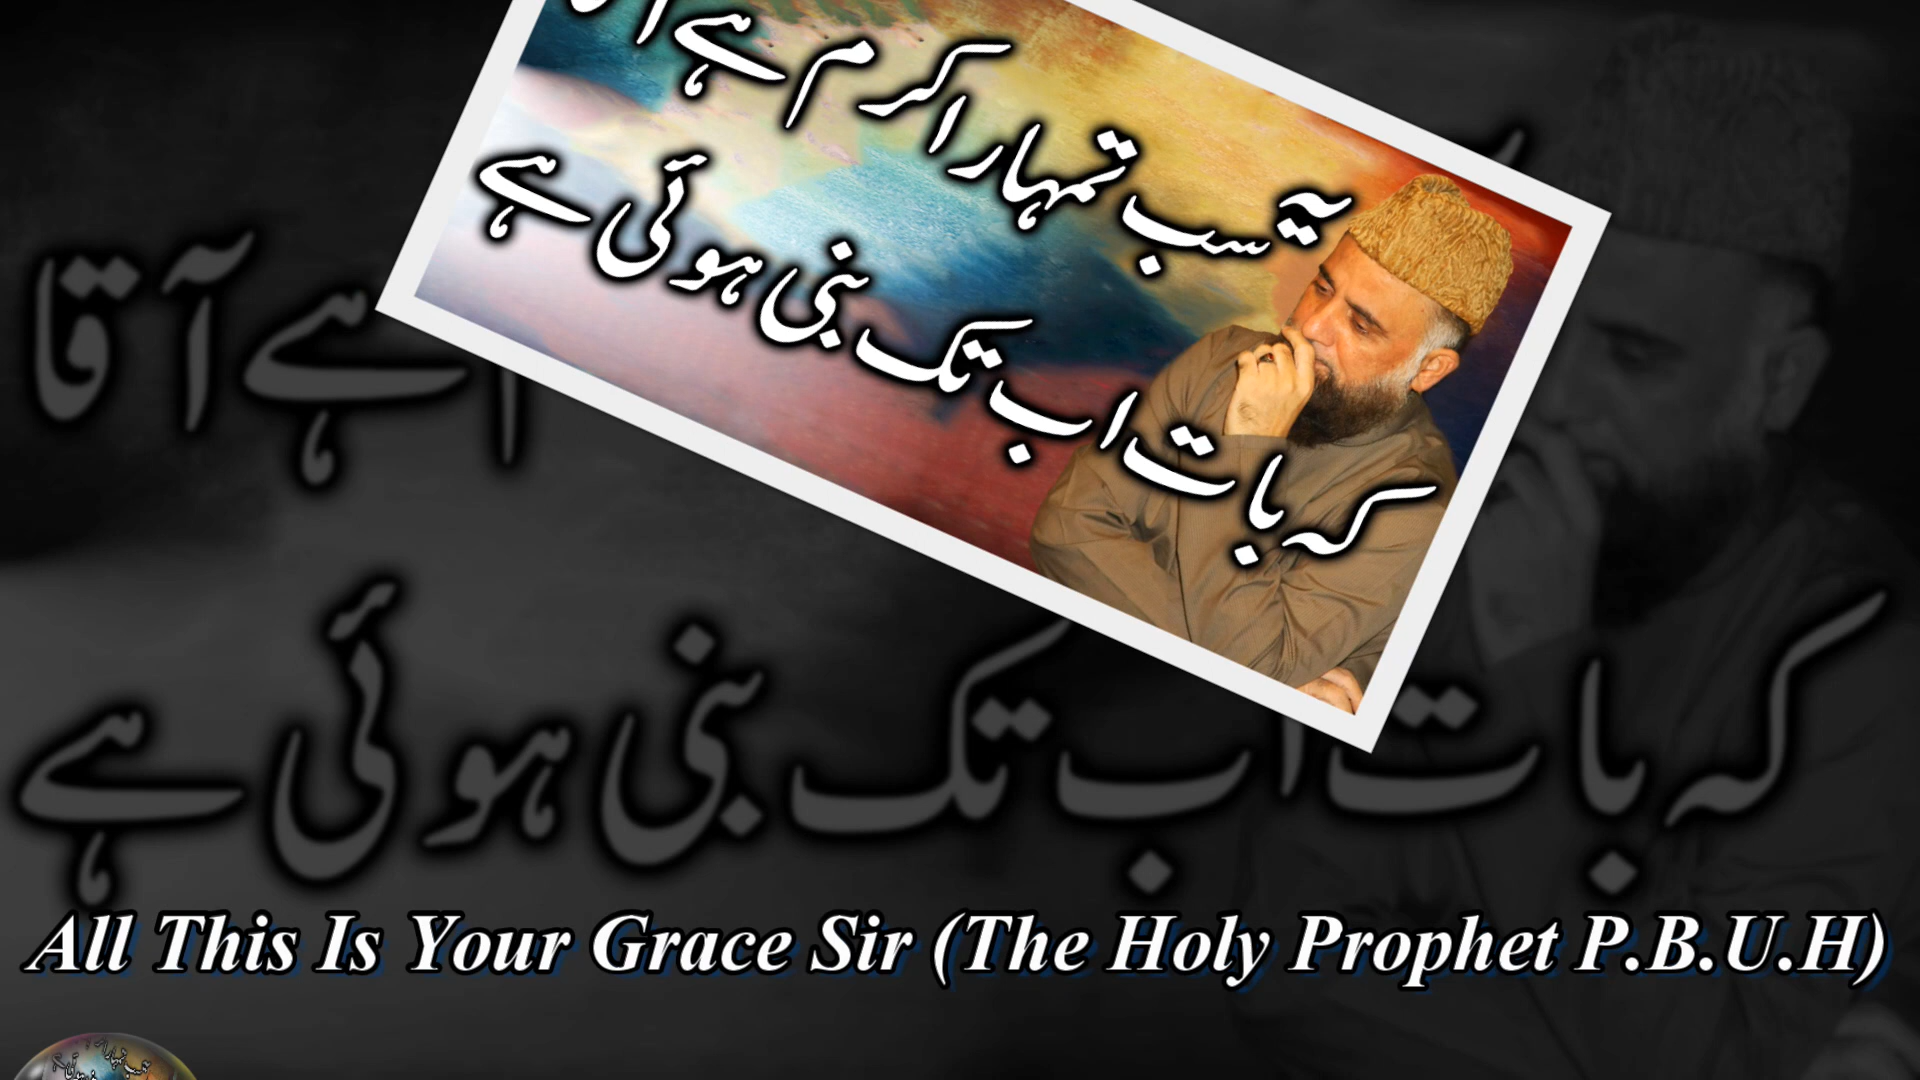 یہ سب تمہارا کرم ہے آقا
کہ بات اب تک بنی ہوئی ہے
ہے آقا
کہ بات اب تک بنی ہوئی ہے
All This Is Your Grace Sir (The Holy Prophet P.B.U.H)